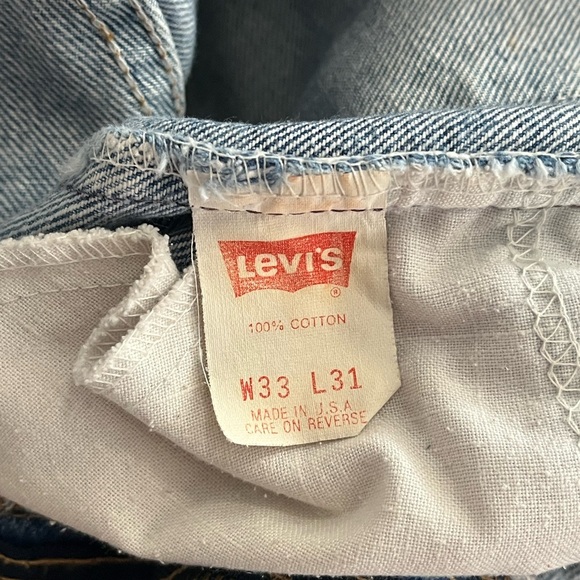 Levi's
®
100% COTTON
W33 L31
MADE IN U.S.A
CARE ON REVERSE